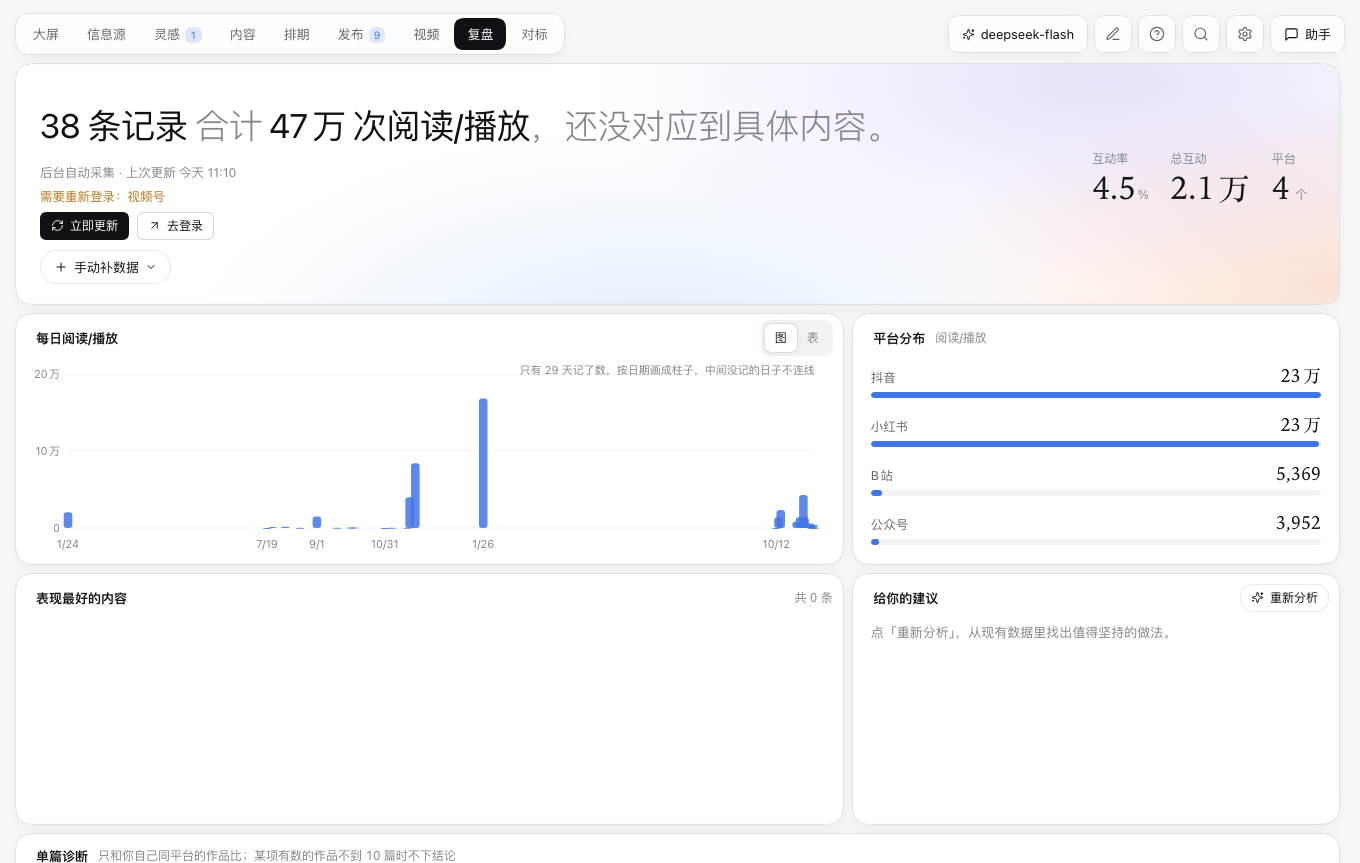 大屏 信息源 灵感 1 内容 排期 发布 9 视频 复盘 对标 deepseek-flash 助手
38 条记录 合计 47 万 次阅读/播放，还没对应到具体内容。
后台自动采集 · 上次更新 今天 11:10
需要重新登录：视频号
立即更新 去登录
手动补数据
互动率 总互动 平台
4.5 % 2.1 万 4 个
每日阅读/播放 图 表
只有 29 天记了数，按日期画成柱子，中间没记的日子不连线
20 万
10 万
0
1/24 7/19 9/1 10/31 1/26 10/12
平台分布 阅读/播放
抖音 23 万
小红书 23 万
B 站 5,369
公众号 3,952
表现最好的内容 共 0 条
给你的建议 重新分析
点「重新分析」，从现有数据里找出值得坚持的做法。
单篇诊断 只和你自己同平台的作品比；某项有数的作品不到 10 篇时不下结论